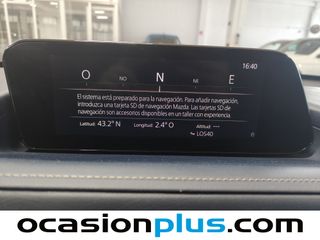 16:40
O NO N NE E
El sistema está preparado para la navegación. Para añadir navegación,
introduzca una tarjeta SD de navegación Mazda. Las tarjetas SD de
navegación son accesorios disponibles en un taller con experiencia.
Latitud: 43.2° N Longitud: 2.4° O Altitud: ---
LOS40
ocasionplus.com